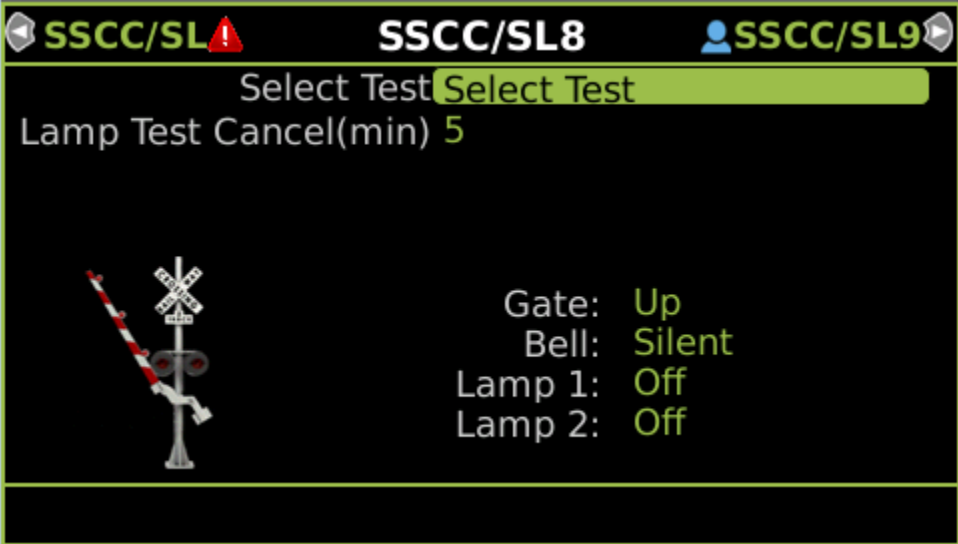 SSCC/SL SSCC/SL8 SSCC/SL9
Select Test Select Test
Lamp Test Cancel(min) 5
Gate: Up
Bell: Silent
Lamp 1: Off
Lamp 2: Off